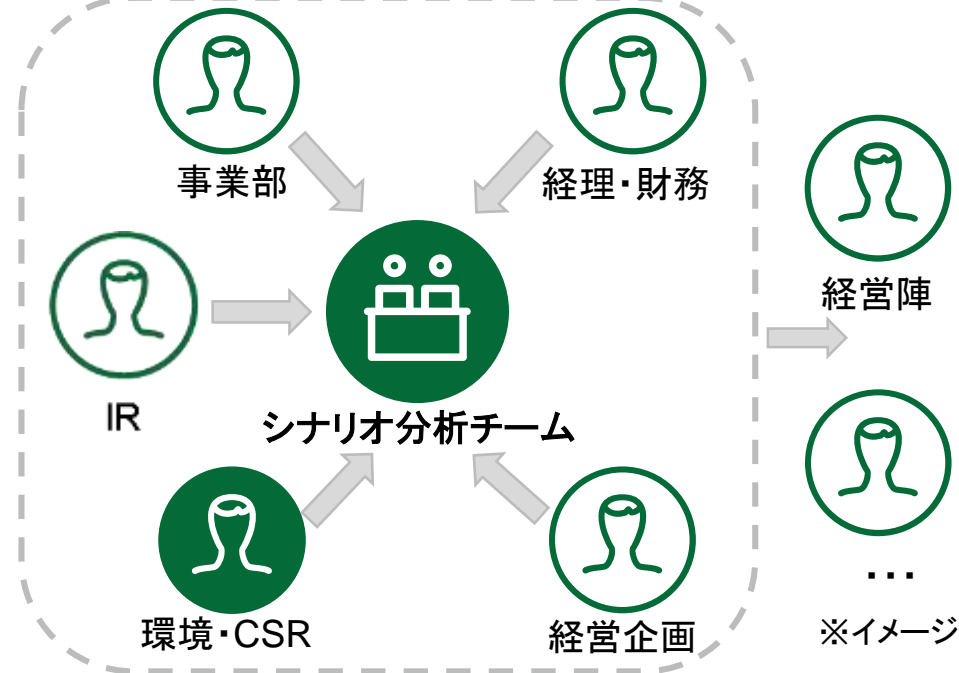 事業部
経理・財務
経営陣
IR
シナリオ分析チーム
環境・CSR
経営企画
・・・
※イメージ